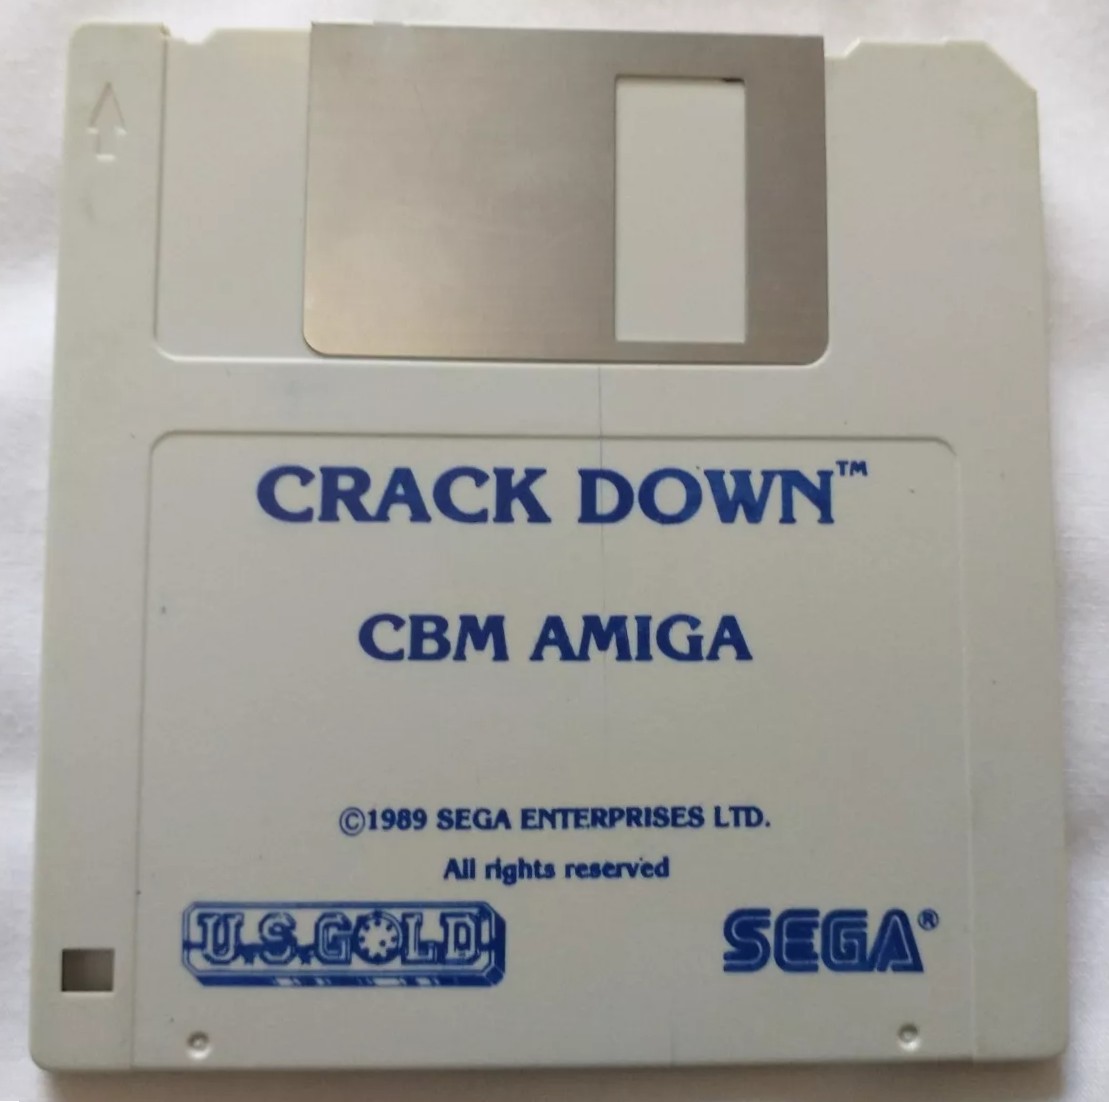 CRACK DOWN™
CBM AMIGA
©1989 SEGA ENTERPRISES LTD.
All rights reserved
U.S. GOLD SEGA®